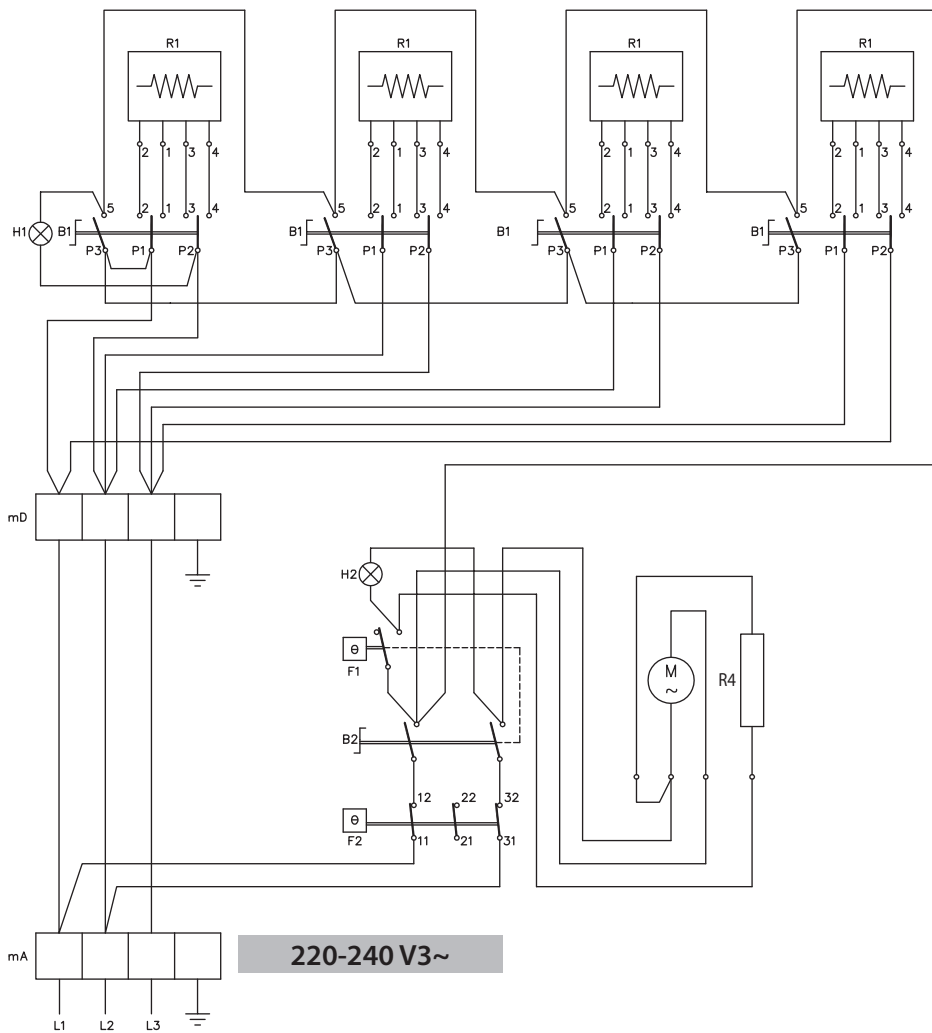 R1 R1 R1 R1
2 1 3 4 2 1 3 4 2 1 3 4 2 1 3 4
5 2 1 3 4 5 2 1 3 4 5 2 1 3 4 5 2 1 3 4
H1 B1 B1 B1 B1
P3 P1 P2 P3 P1 P2 P3 P1 P2 P3 P1 P2
mD
H2
θ
F1
M
~
R4
B2
12 22 32
θ
F2 11 21 31
mA
220-240 V3~
L1 L2 L3